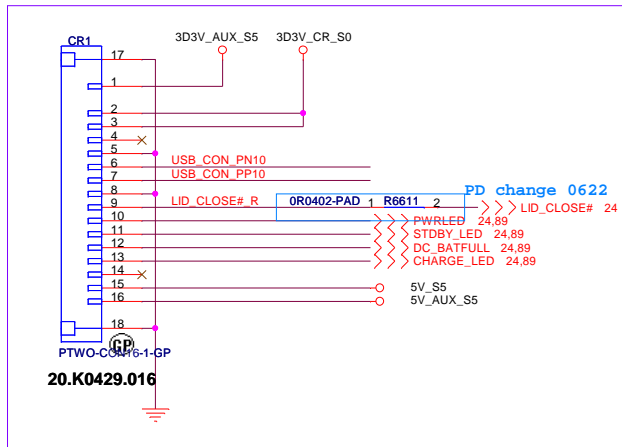 3D3V_AUX_S5 3D3V_CR_S0
CR1
17
1
2
3
4
5
6 USB_CON_PN10
7 USB_CON_PP10
8
PD change 0622
9 LID_CLOSE#_R 0R0402-PAD 1 R6611 2 LID_CLOSE# 24
10 PWRLED 24,89
11 STDBY_LED 24,89
12 DC_BATFULL 24,89
13 CHARGE_LED 24,89
14
15 5V_S5
16 5V_AUX_S5
18
GP
PTWO-CON16-1-GP
20.K0429.016